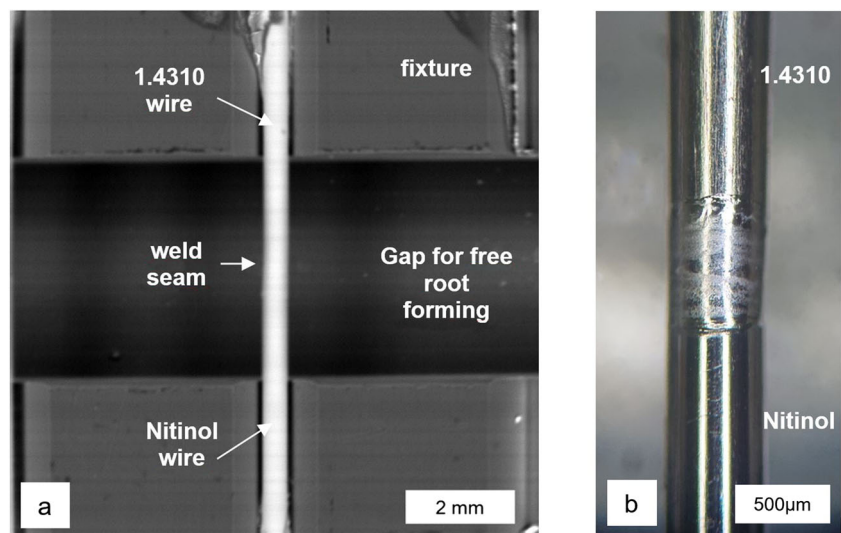 1.4310
wire
fixture
weld
seam
Gap for free
root
forming
Nitinol
wire
a
2 mm
1.4310
Nitinol
b
500µm